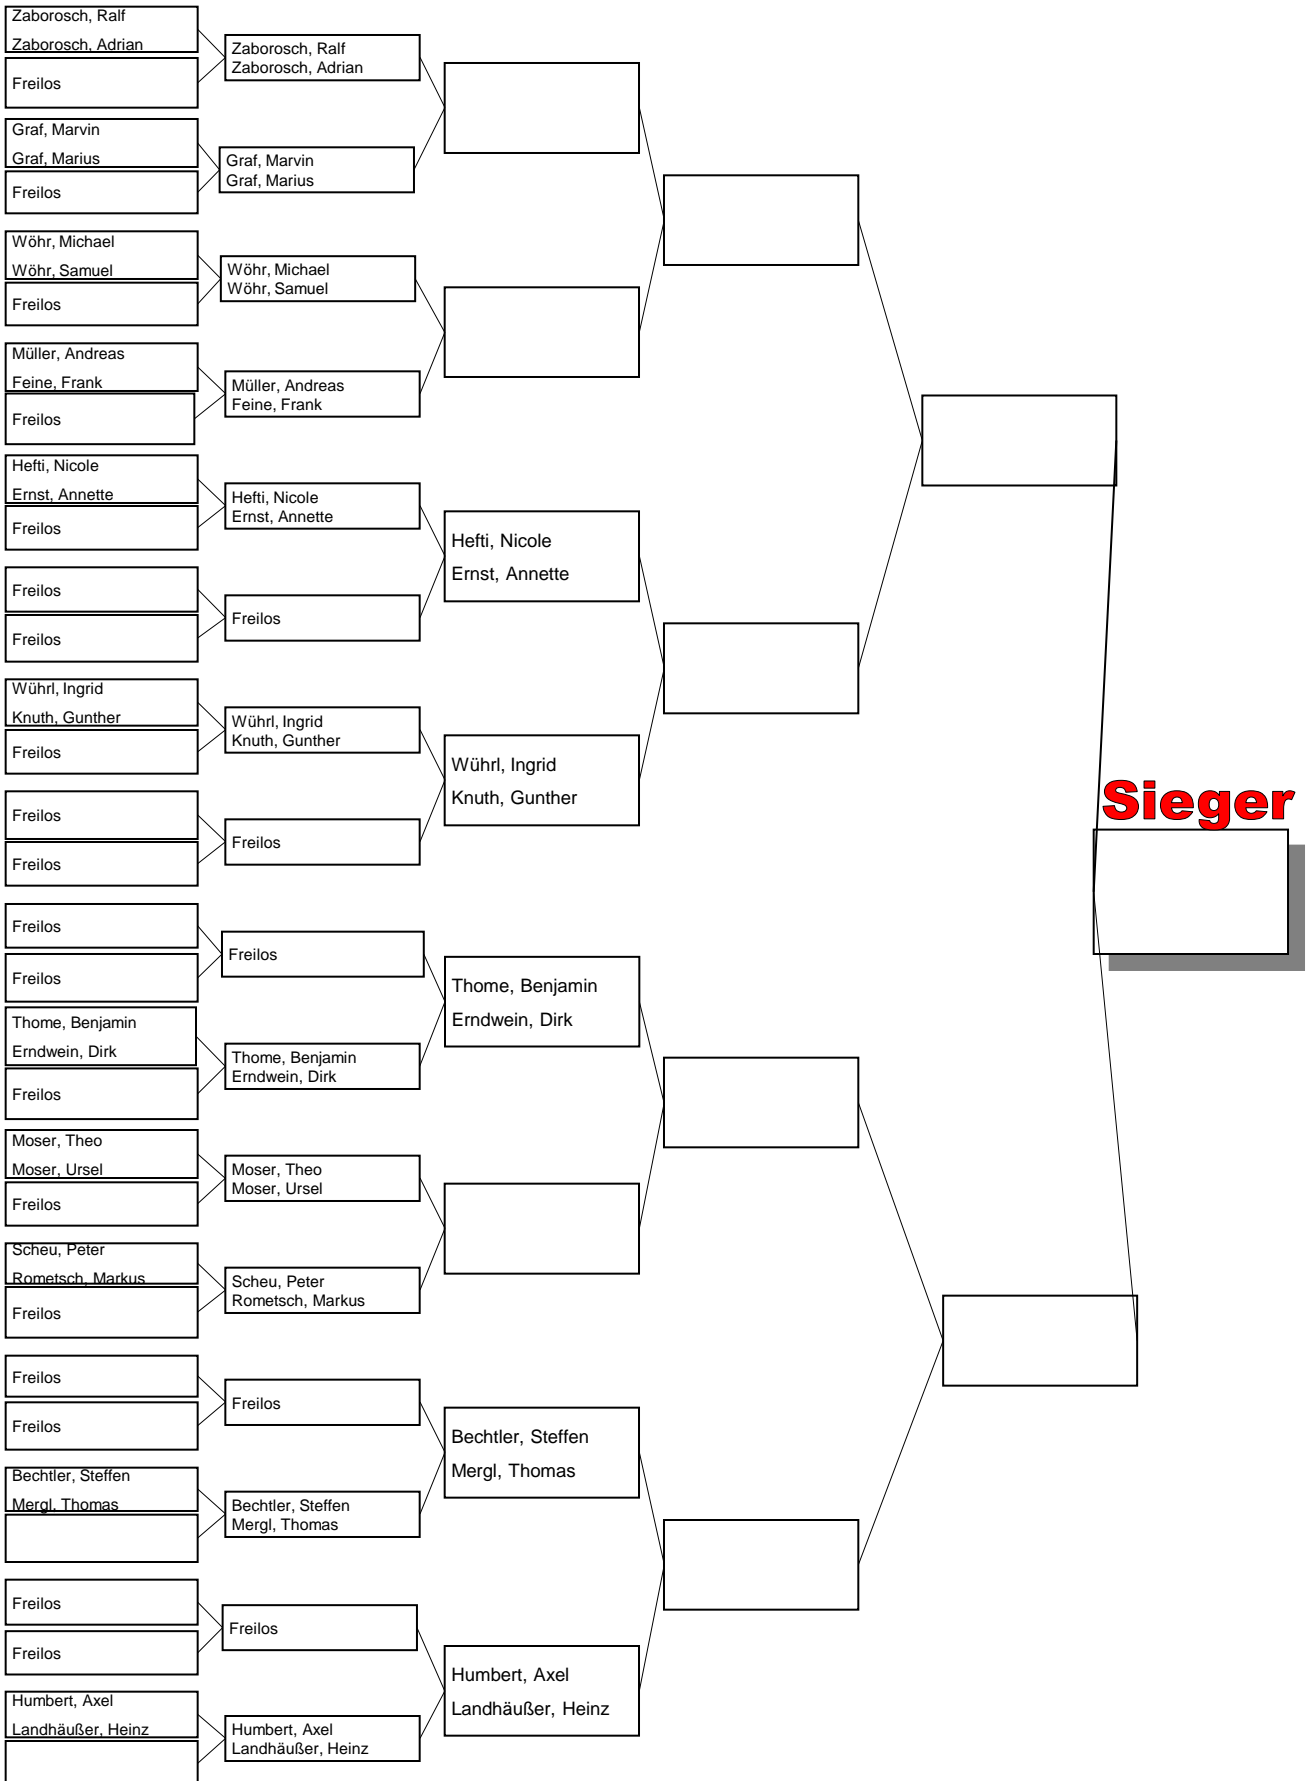 Zaborosch, Ralf
Zaborosch, Adrian
Freilos
Graf, Marvin
Graf, Marius
Freilos
Wöhr, Michael
Wöhr, Samuel
Freilos
Müller, Andreas
Feine, Frank
Freilos
Hefti, Nicole
Ernst, Annette
Freilos
Freilos
Freilos
Wührl, Ingrid
Knuth, Gunther
Freilos
Freilos
Freilos
Freilos
Freilos
Thome, Benjamin
Erndwein, Dirk
Freilos
Moser, Theo
Moser, Ursel
Freilos
Scheu, Peter
Rometsch, Markus
Freilos
Freilos
Freilos
Bechtler, Steffen
Mergl, Thomas
Freilos
Freilos
Humbert, Axel
Landhäußer, Heinz
Zaborosch, Ralf
Zaborosch, Adrian
Graf, Marvin
Graf, Marius
Wöhr, Michael
Wöhr, Samuel
Müller, Andreas
Feine, Frank
Hefti, Nicole
Ernst, Annette
Freilos
Wührl, Ingrid
Knuth, Gunther
Freilos
Freilos
Thome, Benjamin
Erndwein, Dirk
Moser, Theo
Moser, Ursel
Scheu, Peter
Rometsch, Markus
Freilos
Bechtler, Steffen
Mergl, Thomas
Freilos
Humbert, Axel
Landhäußer, Heinz
Hefti, Nicole
Ernst, Annette
Wührl, Ingrid
Knuth, Gunther
Thome, Benjamin
Erndwein, Dirk
Bechtler, Steffen
Mergl, Thomas
Humbert, Axel
Landhäußer, Heinz
Sieger